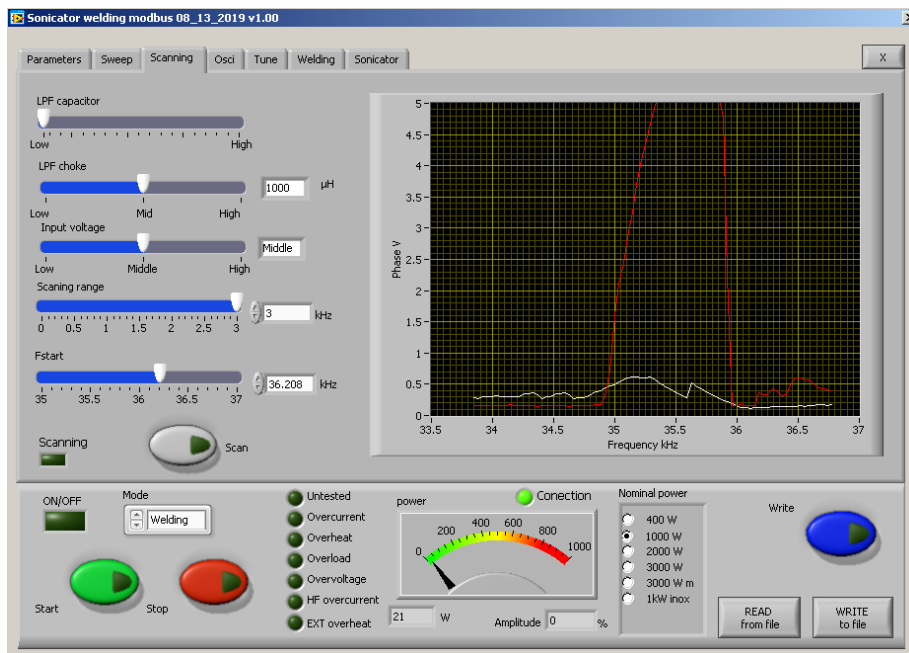 Sonicator welding modbus 08_13_2019 v1.00
Parameters Sweep Scanning Osci Tune Welding Sonicator X
LPF capacitor
Low High
LPF choke
1000 µH
Low Mid High
Input voltage
Middle
Low Middle High
Scaning range
3 kHz
0 0.5 1 1.5 2 2.5 3
Fstart
36.208 kHz
35 35.5 36 36.5 37
Scanning
Scan
Phase V
5
4.5
4
3.5
3
2.5
2
1.5
1
0.5
0
33.5 34 34.5 35 35.5 36 36.5 37
Frequency kHz
ON/OFF
Mode
Welding
Start
Stop
Untested
Overcurrent
Overheat
Overload
Overvoltage
HF overcurrent
EXT overheat
power
Conection
0 200 400 600 800 1000
21 W
Amplitude 0 %
Nominal power
400 W
1000 W
2000 W
3000 W
3000 W m
1kW inox
Write
READ
from file
WRITE
to file